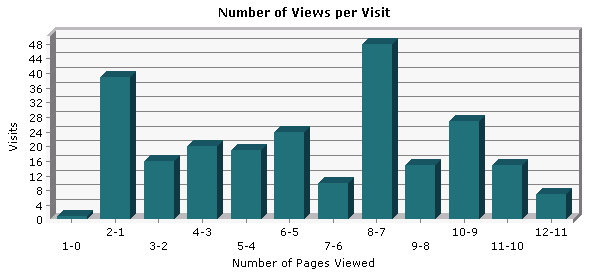 Number of Views per Visit
Visits
48
44
40
36
32
28
24
20
16
12
8
4
0
2-1 4-3 6-5 8-7 10-9 12-11
1-0 3-2 5-4 7-6 9-8 11-10
Number of Pages Viewed